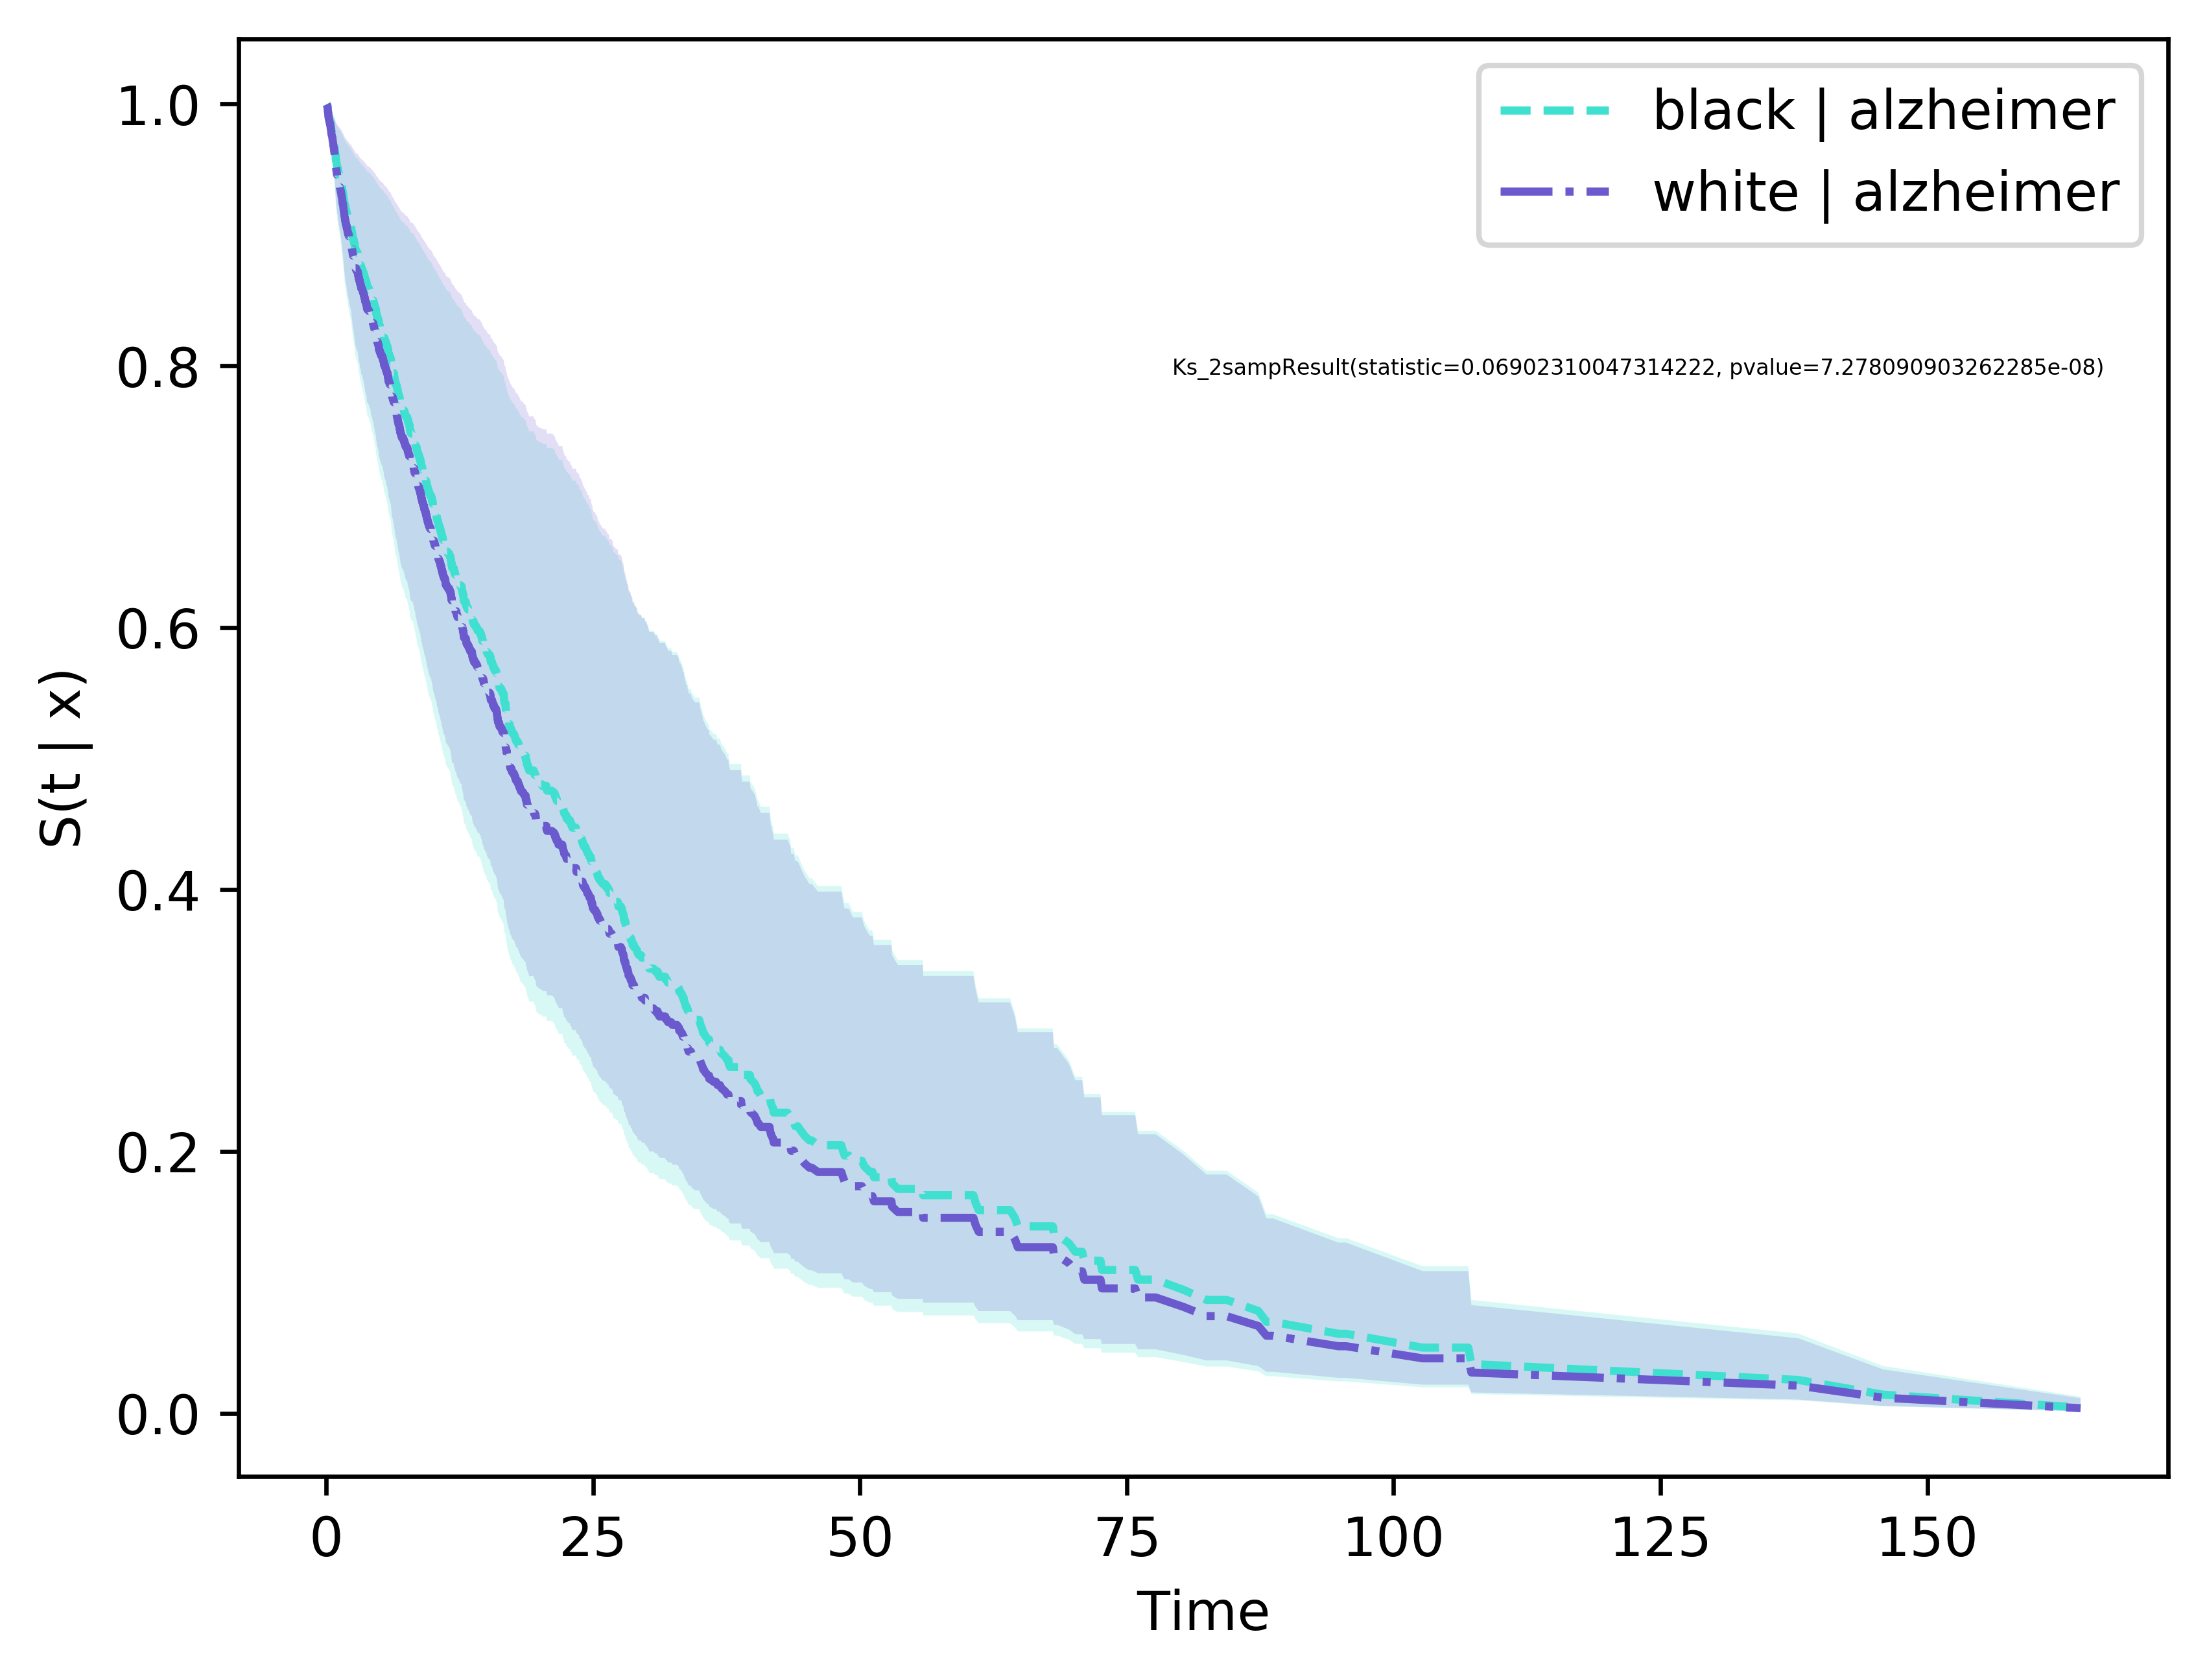 black | alzheimer
white | alzheimer
Ks_2sampResult(statistic=0.06902310047314222, pvalue=7.278090903262285e-08)
1.0
0.8
0.6
0.4
0.2
0.0
S(t | x)
0 25 50 75 100 125 150
Time